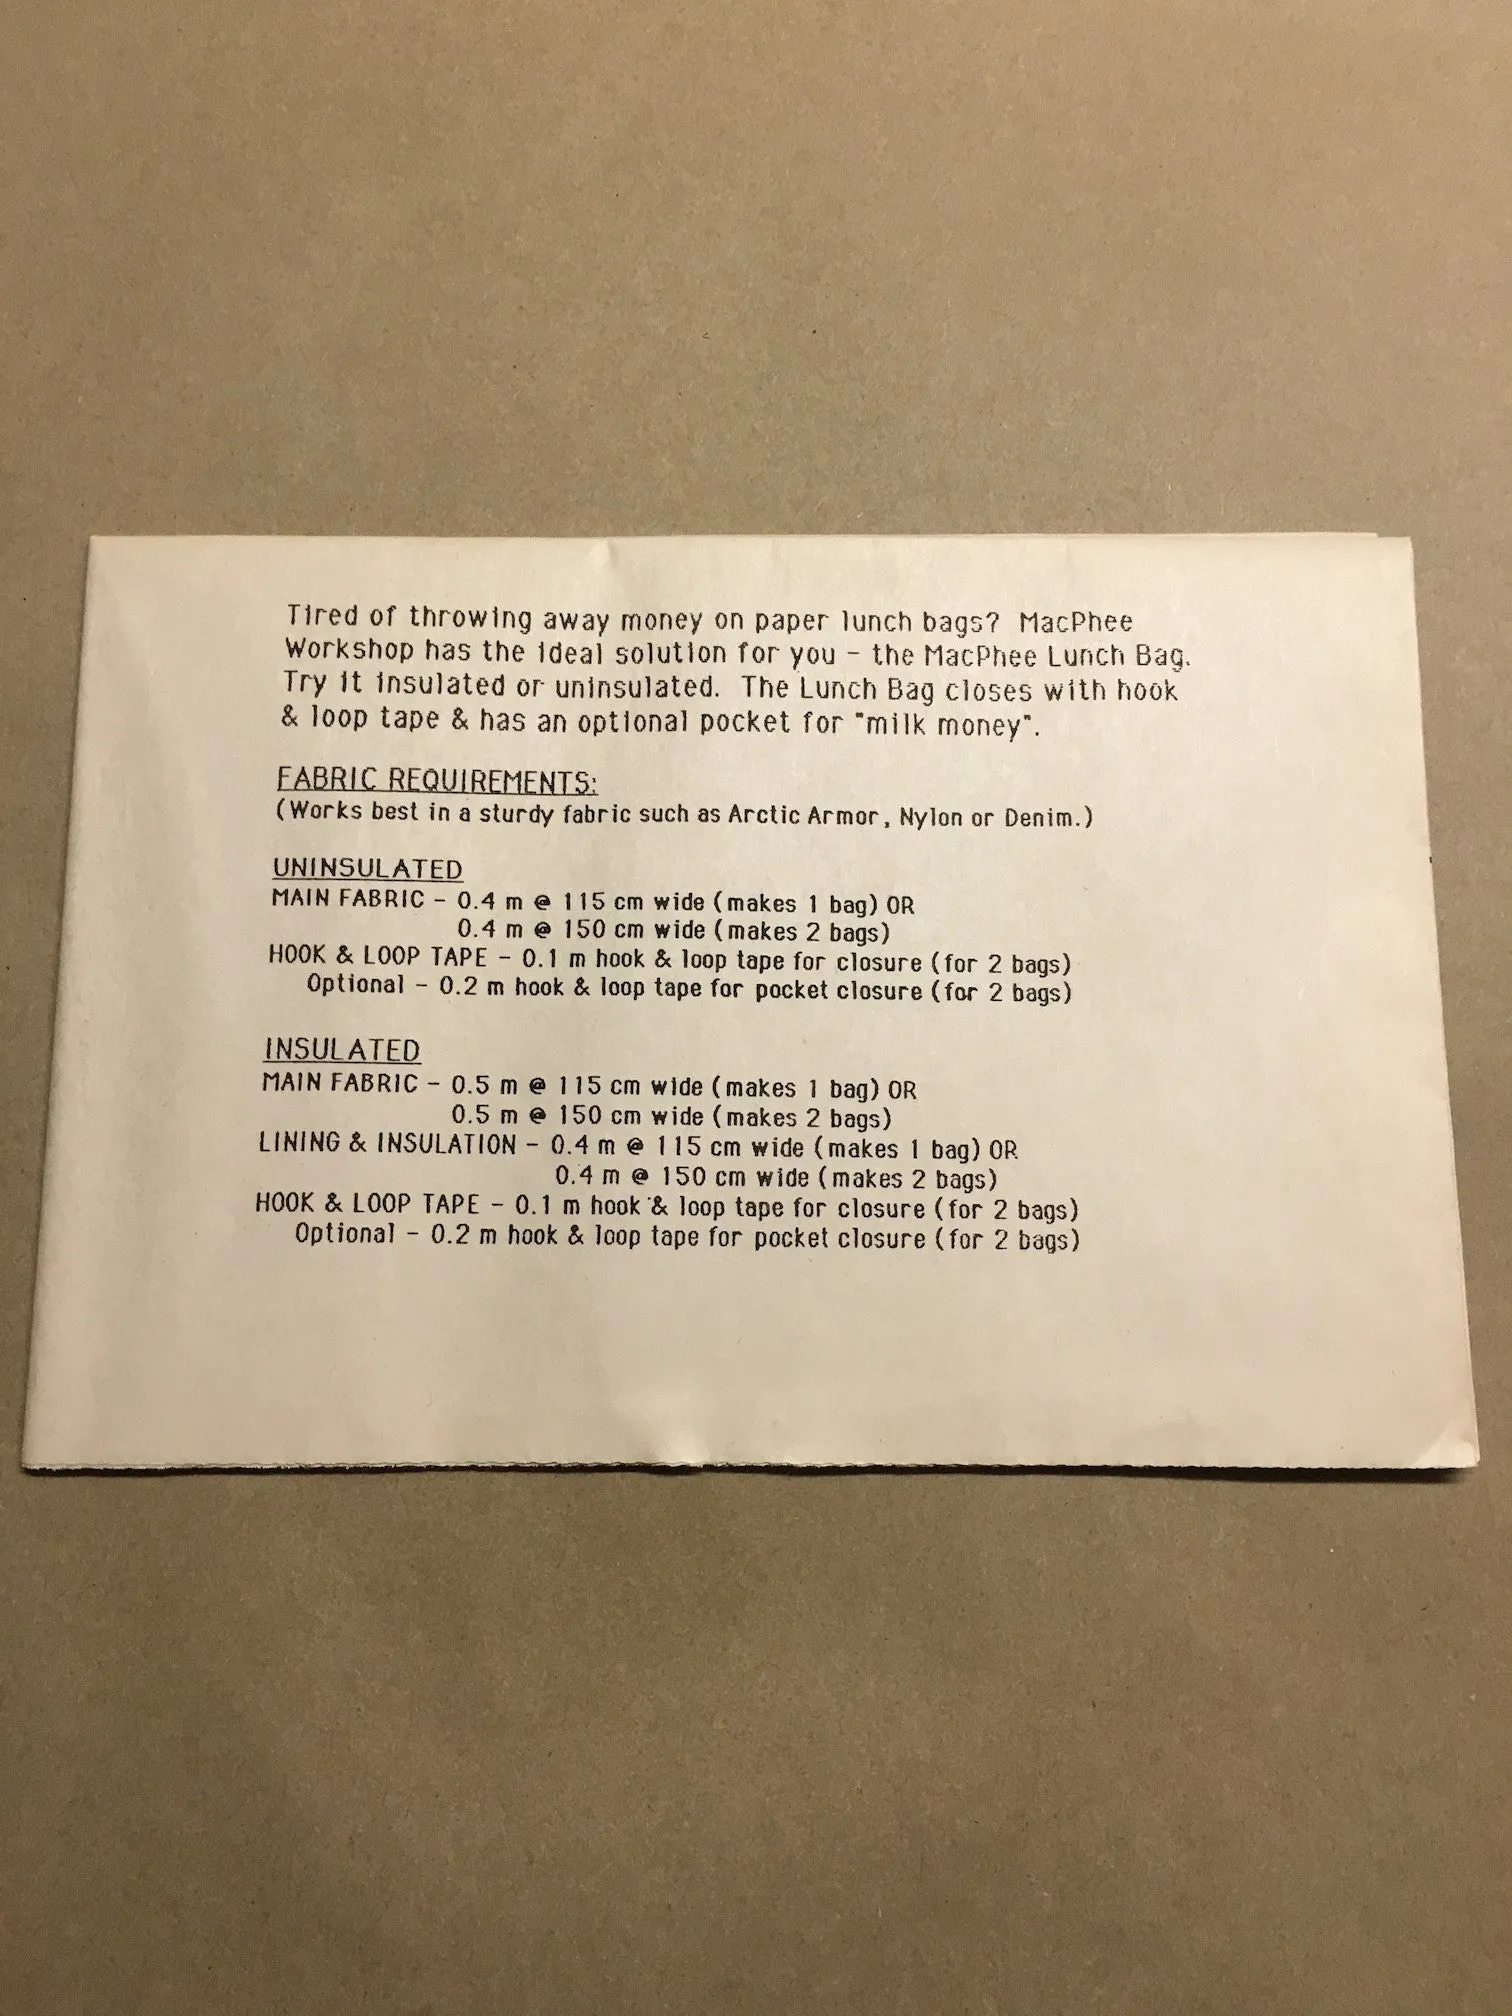 Tired of throwing away money on paper lunch bags? MacPhee
Workshop has the ideal solution for you - the MacPhee Lunch Bag.
Try it insulated or uninsulated. The Lunch Bag closes with hook
& loop tape & has an optional pocket for "milk money".
FABRIC REQUIREMENTS:
(Works best in a sturdy fabric such as Arctic Armor, Nylon or Denim.)
UNINSULATED
MAIN FABRIC - 0.4 m @ 115 cm wide (makes 1 bag) OR
0.4 m @ 150 cm wide (makes 2 bags)
HOOK & LOOP TAPE - 0.1 m hook & loop tape for closure (for 2 bags)
Optional - 0.2 m hook & loop tape for pocket closure (for 2 bags)
INSULATED
MAIN FABRIC - 0.5 m @ 115 cm wide (makes 1 bag) OR
0.5 m @ 150 cm wide (makes 2 bags)
LINING & INSULATION - 0.4 m @ 115 cm wide (makes 1 bag) OR
0.4 m @ 150 cm wide (makes 2 bags)
HOOK & LOOP TAPE - 0.1 m hook & loop tape for closure (for 2 bags)
Optional - 0.2 m hook & loop tape for pocket closure (for 2 bags)